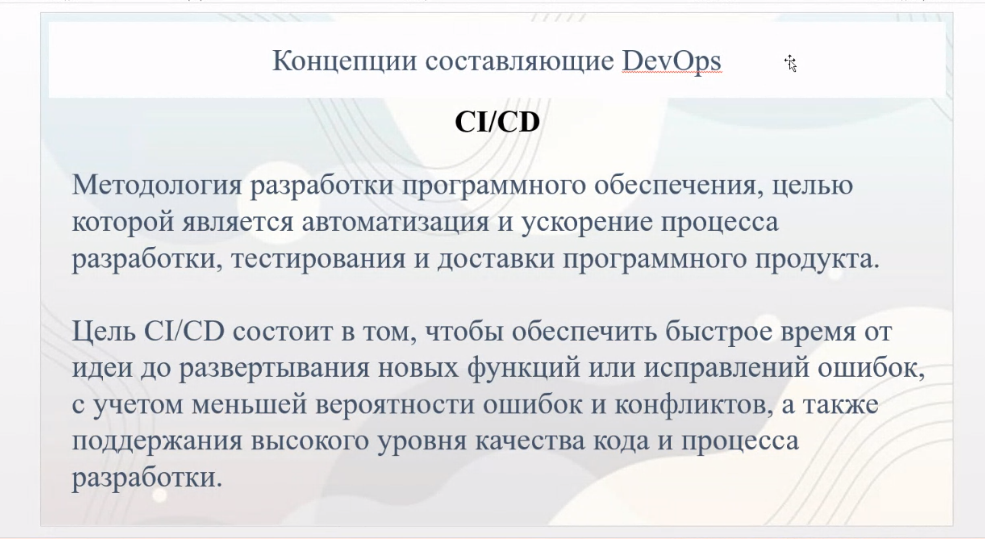 Концепции составляющие DevOps
CI/CD
Методология разработки программного обеспечения, целью
которой является автоматизация и ускорение процесса
разработки, тестирования и доставки программного продукта.
Цель CI/CD состоит в том, чтобы обеспечить быстрое время от
идеи до развертывания новых функций или исправлений ошибок,
с учетом меньшей вероятности ошибок и конфликтов, а также
поддержания высокого уровня качества кода и процесса
разработки.